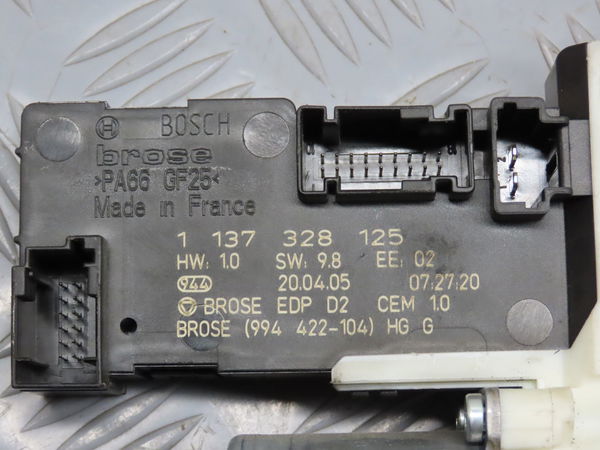 BOSCH
brose
>PA66 GF25<
Made in France
1 137 328 125
HW: 1.0 SW: 9.8 EE: 02
944 20.04.05 07:27:20
BROSE EDP D2 CEM 1.0
BROSE (994 422-104) HG G